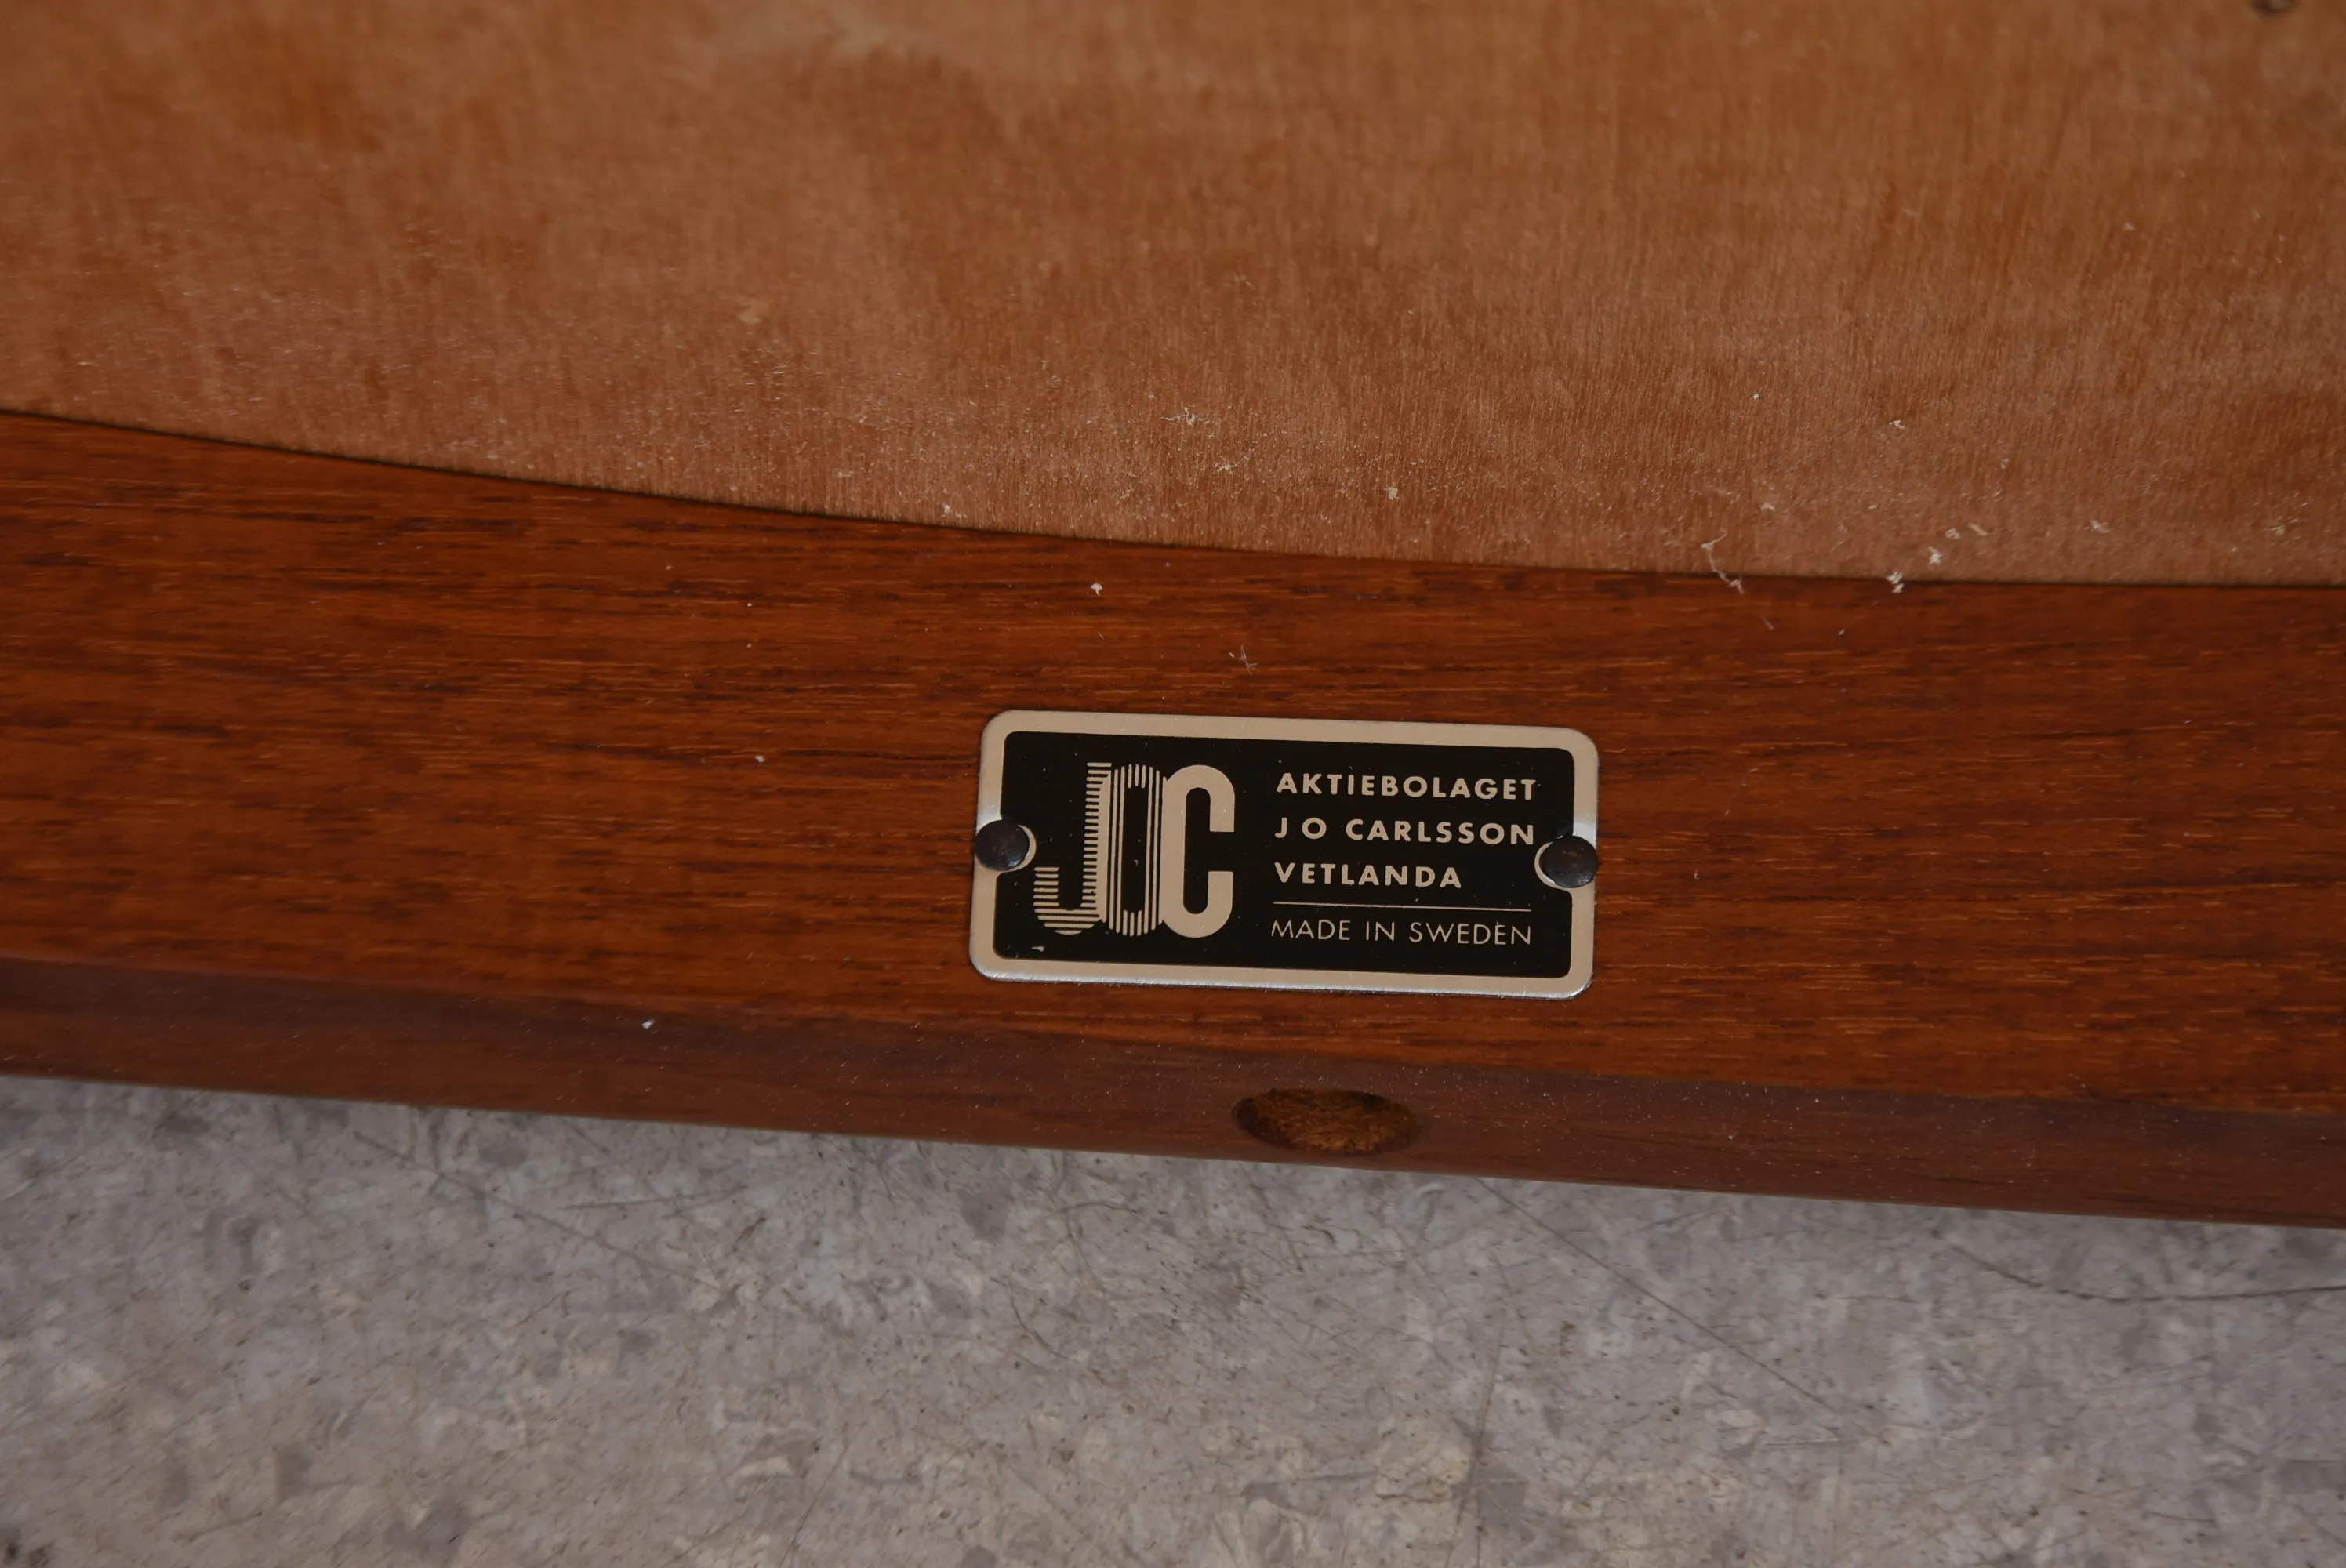 JOC
AKTIEBOLAGET
J O CARLSSON
VETLANDA
MADE IN SWEDEN